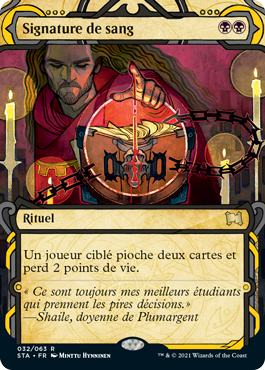 Signature de sang
Rituel
Un joueur ciblé pioche deux cartes et
perd 2 points de vie.
« Ce sont toujours mes meilleurs étudiants
qui prennent les pires décisions.»
—Shaile, doyenne de Plumargent
032/063 R
STA • FR MINTTU HYNNINEN
™ & © 2021 Wizards of the Coast